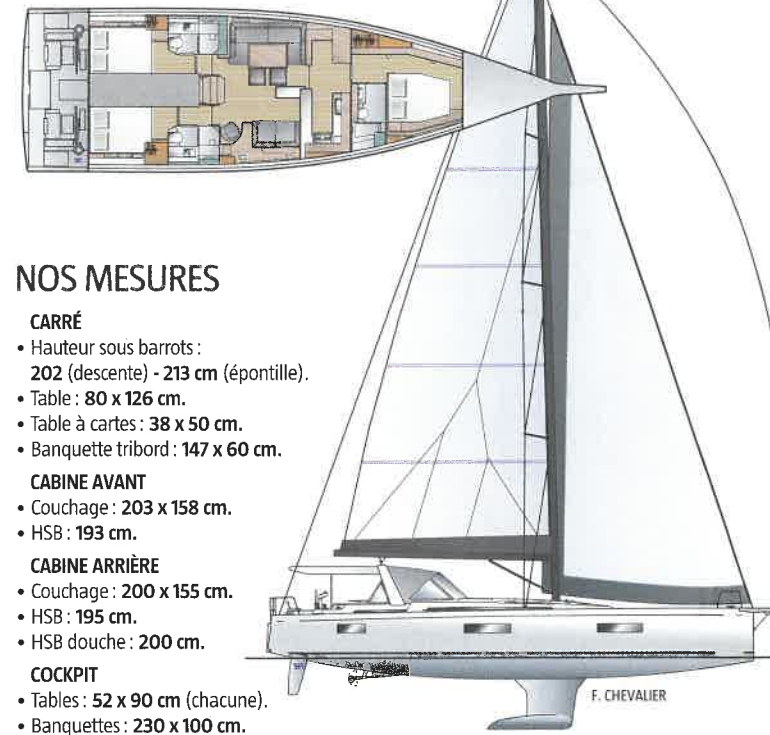 NOS MESURES
CARRÉ
• Hauteur sous barrots :
202 (descente) - 213 cm (épontille).
• Table : 80 x 126 cm.
• Table à cartes : 38 x 50 cm.
• Banquette tribord : 147 x 60 cm.
CABINE AVANT
• Couchage : 203 x 158 cm.
• HSB : 193 cm.
CABINE ARRIÈRE
• Couchage : 200 x 155 cm.
• HSB : 195 cm.
• HSB douche : 200 cm.
COCKPIT
• Tables : 52 x 90 cm (chacune).
• Banquettes : 230 x 100 cm.
F. CHEVALIER